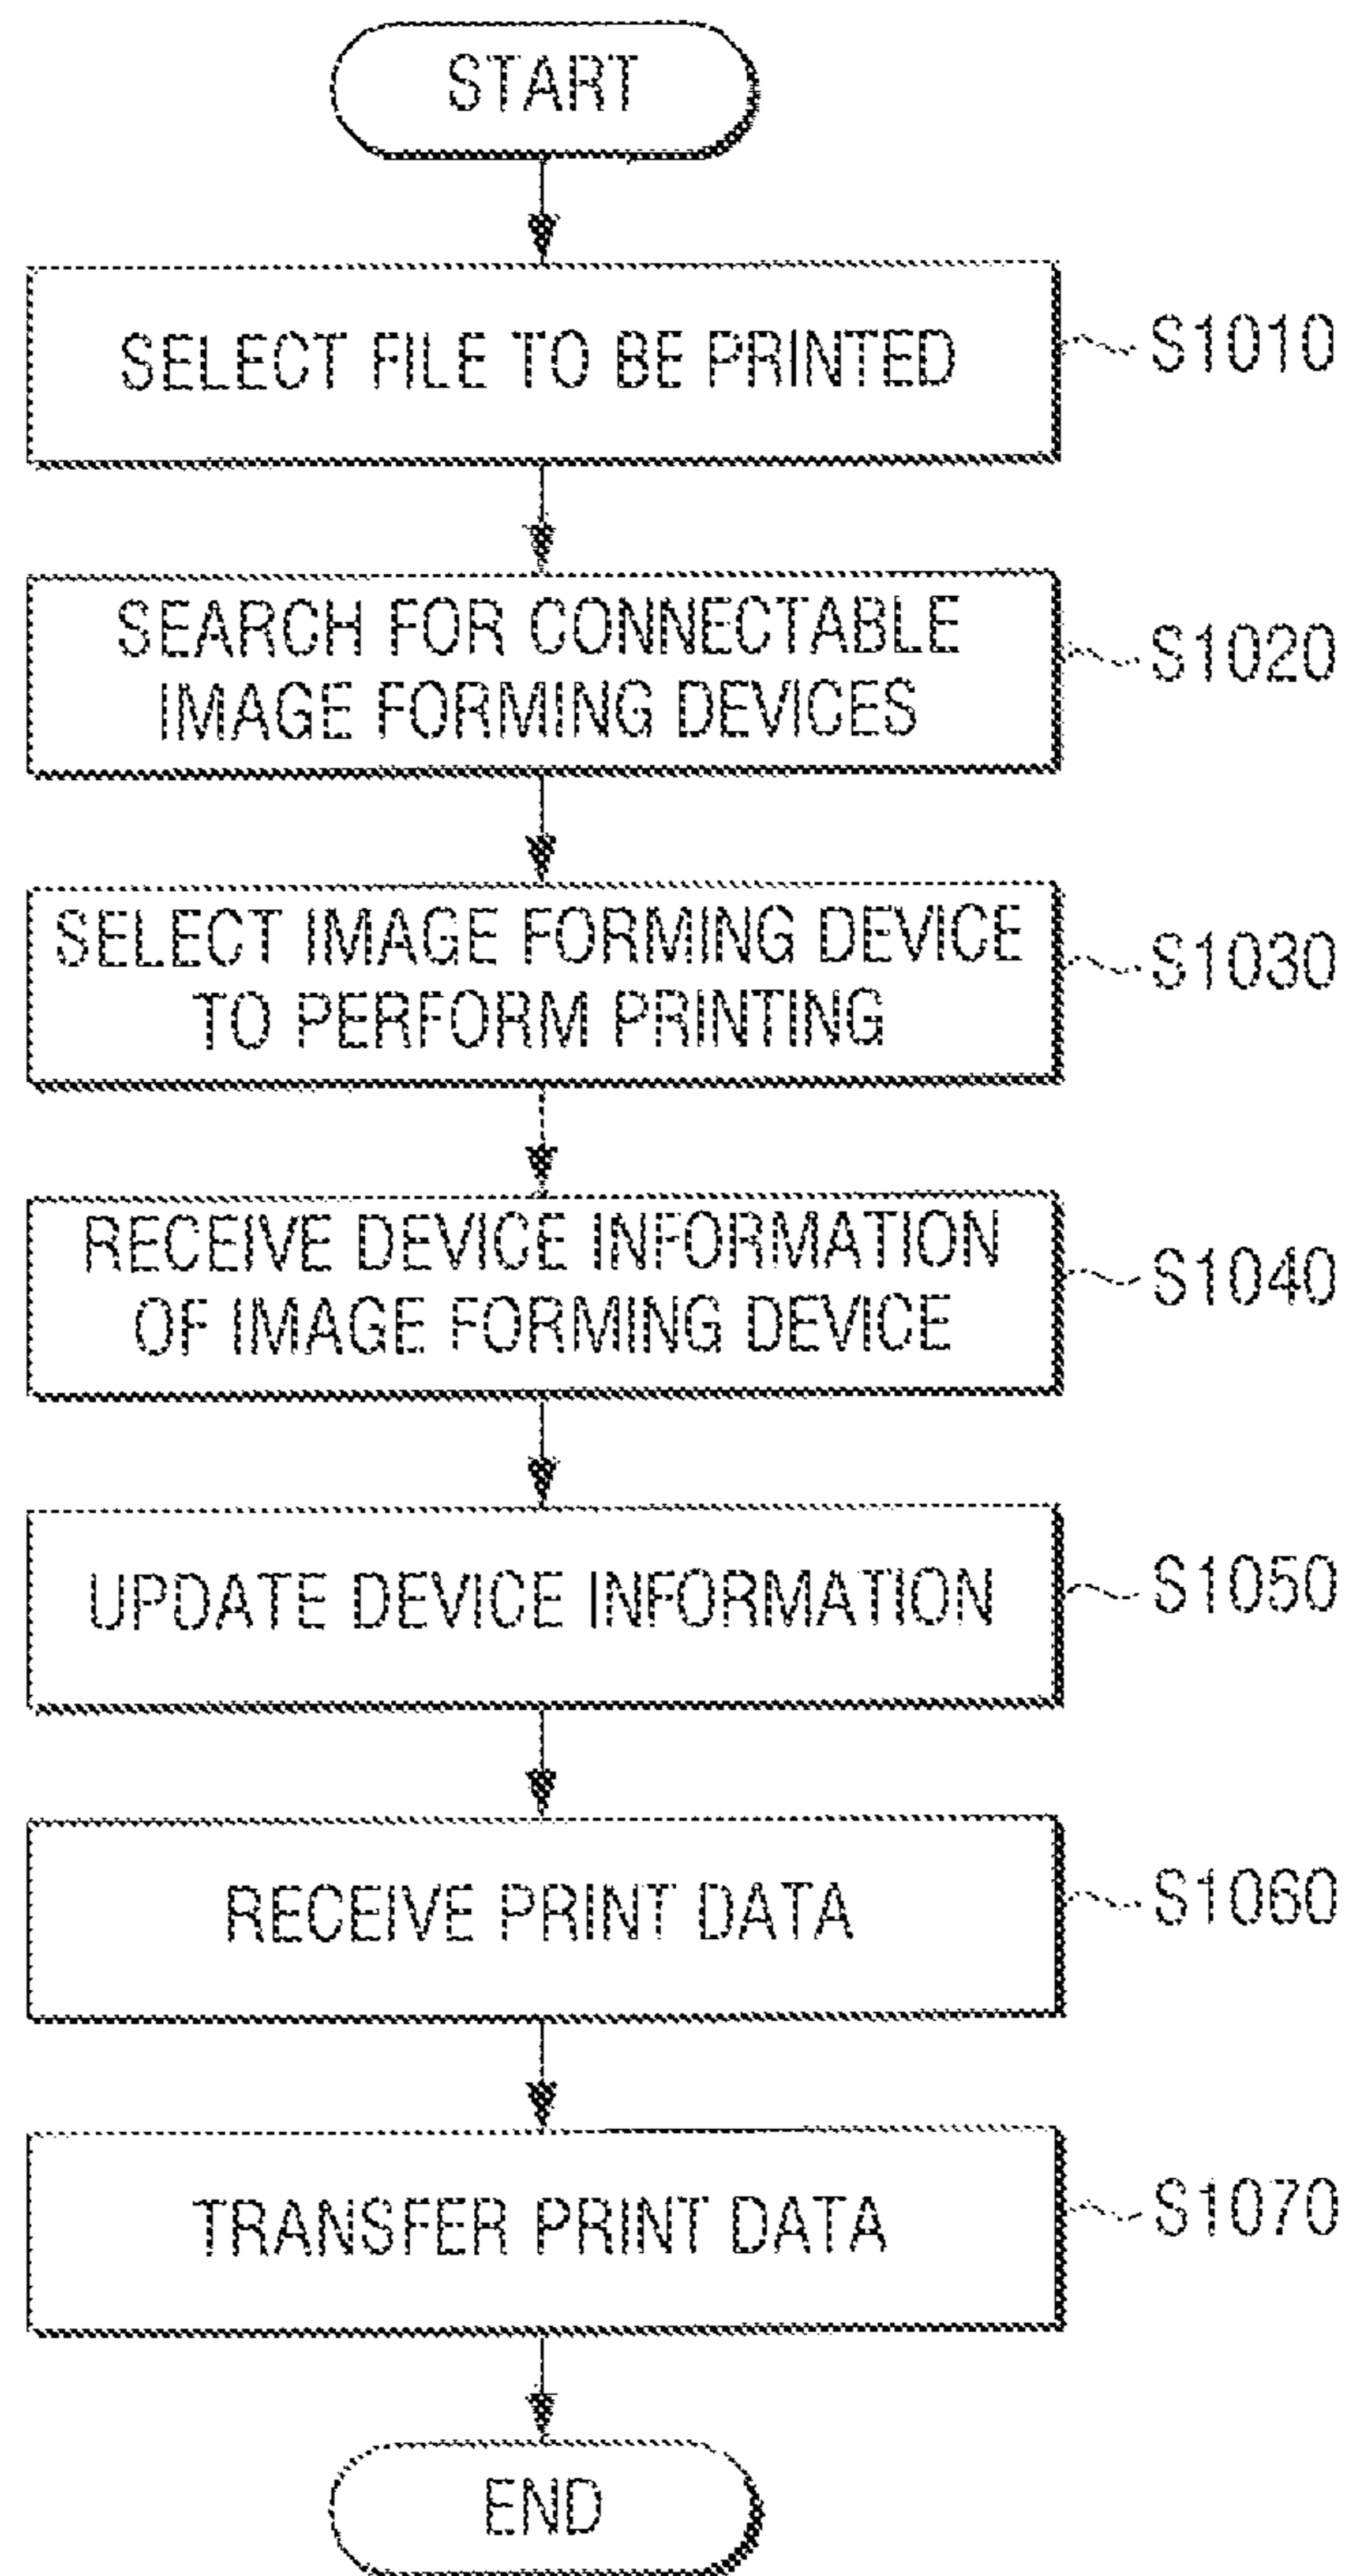 START
SELECT FILE TO BE PRINTED
S1010
SEARCH FOR CONNECTABLE
IMAGE FORMING DEVICES
S1020
SELECT IMAGE FORMING DEVICE
TO PERFORM PRINTING
S1030
RECEIVE DEVICE INFORMATION
OF IMAGE FORMING DEVICE
S1040
UPDATE DEVICE INFORMATION
S1050
RECEIVE PRINT DATA
S1060
TRANSFER PRINT DATA
S1070
END